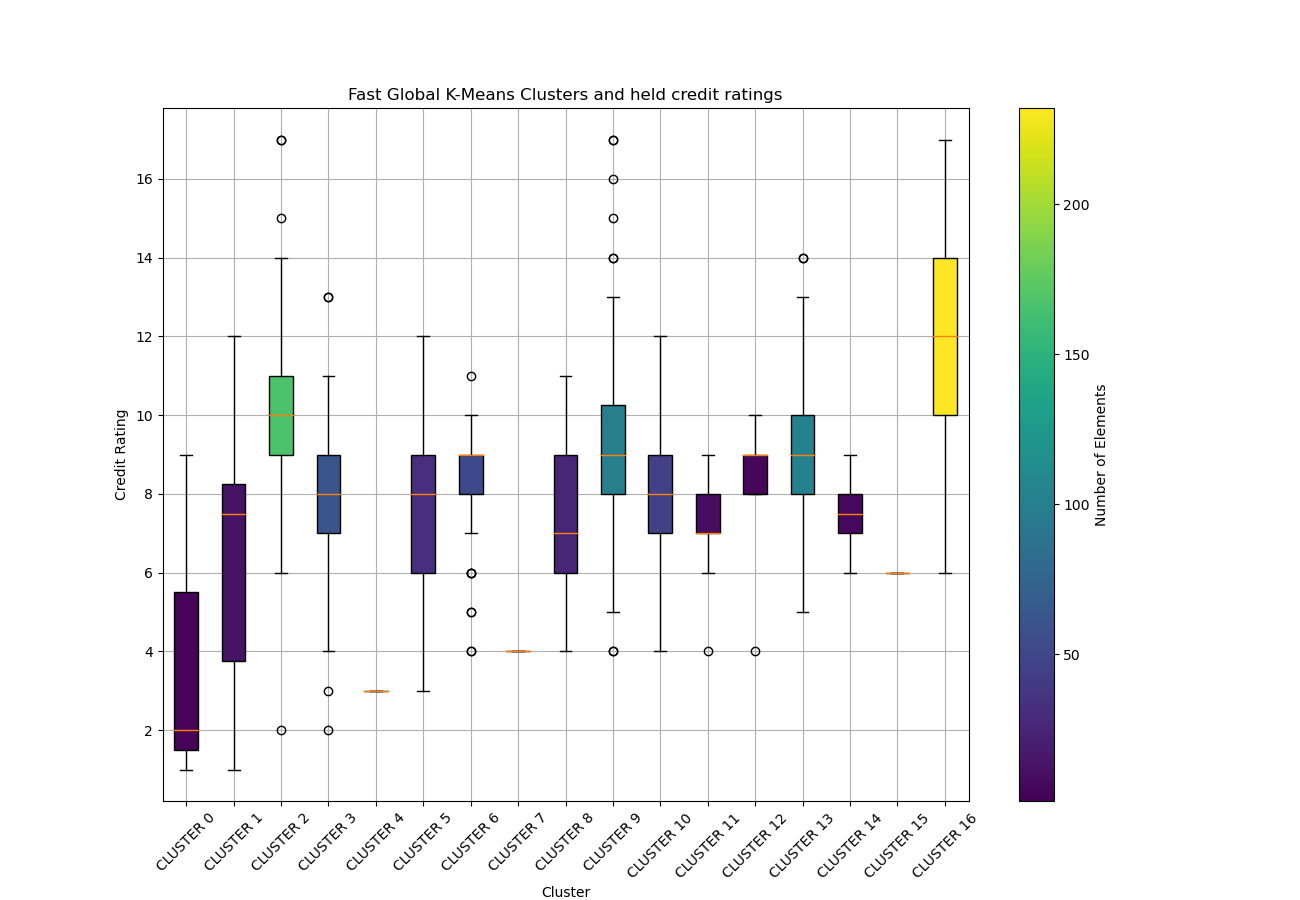 Fast Global K-Means Clusters and held credit ratings
Credit Rating
16
14
12
10
8
6
4
2
CLUSTER 0
CLUSTER 1
CLUSTER 2
CLUSTER 3
CLUSTER 4
CLUSTER 5
CLUSTER 6
CLUSTER 7
CLUSTER 8
CLUSTER 9
CLUSTER 10
CLUSTER 11
CLUSTER 12
CLUSTER 13
CLUSTER 14
CLUSTER 15
CLUSTER 16
Cluster
200
150
100
50
Number of Elements